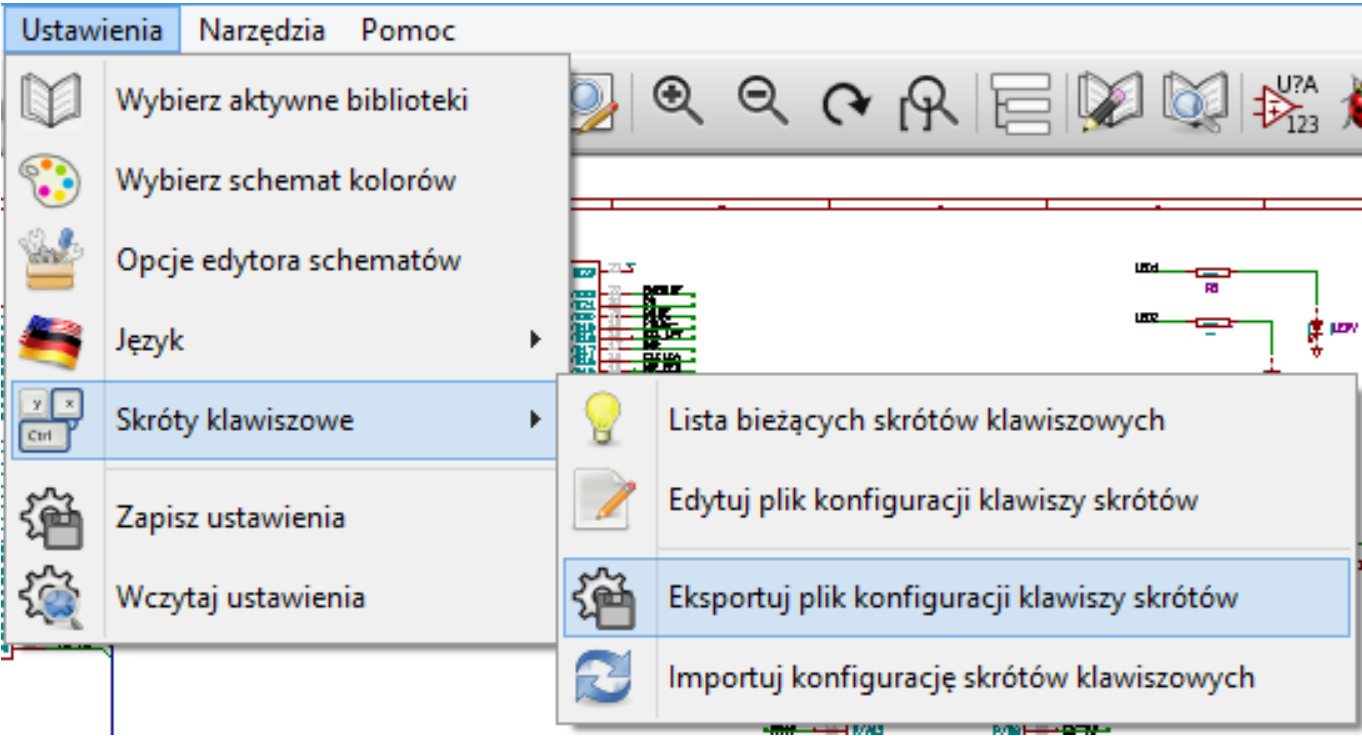 Ustawienia Narzędzia Pomoc
Wybierz aktywne biblioteki
U?A
123
Wybierz schemat kolorów
Opcje edytora schematów
Język
y x
Ctrl
Skróty klawiszowe
Lista bieżących skrótów klawiszowych
Edytuj plik konfiguracji klawiszy skrótów
Zapisz ustawienia
Eksportuj plik konfiguracji klawiszy skrótów
Wczytaj ustawienia
Importuj konfigurację skrótów klawiszowych